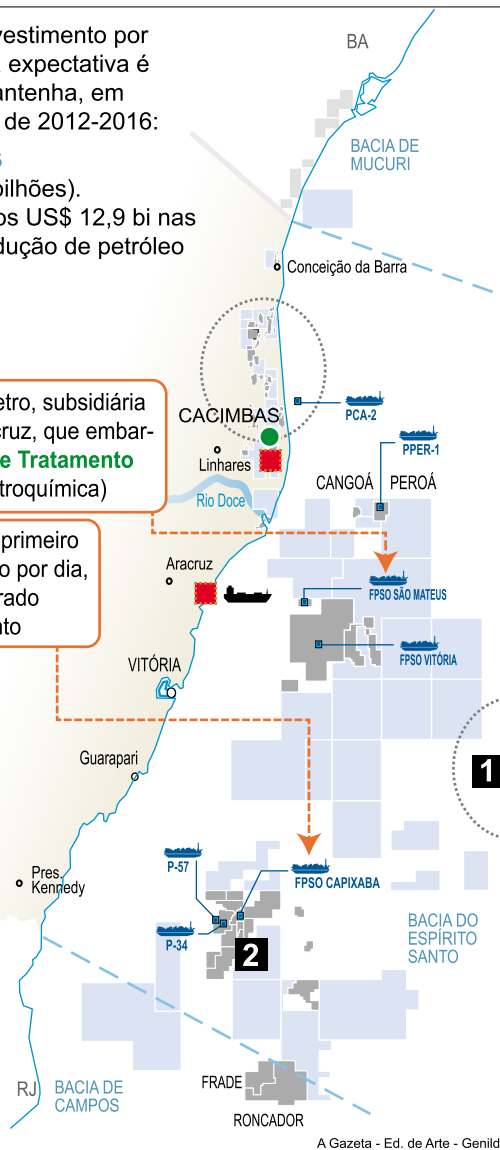 vestimento por
expectativa é
antenha, em
de 2012-2016:
bilhões).
os US$ 12,9 bi nas
dução de petróleo
BA
BACIA DE
MUCURI
Conceição da Barra
etro, subsidiária
cruz, que embar-
e Tratamento
troquímica)
CACIMBAS
Linhares
Rio Doce
PCA-2
PPER-1
CANGOÁ
PEROÁ
primeiro
o por dia,
rado
nto
Aracruz
FPSO SÃO MATEUS
FPSO VITÓRIA
VITÓRIA
Guarapari
1
Pres.
Kennedy
P-57
FPSO CAPIXABA
P-34
2
BACIA DO
ESPÍRITO
SANTO
RJ
BACIA DE
CAMPOS
FRADE
RONCADOR
A Gazeta - Ed. de Arte - Genild